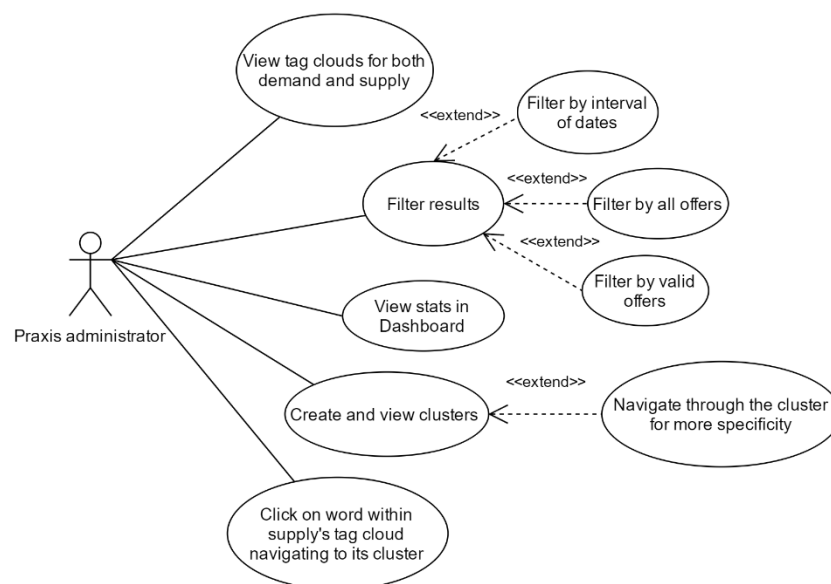 View tag clouds for both
demand and supply
<<extend>>
Filter by interval
of dates
Filter results
<<extend>>
Filter by all offers
<<extend>>
Filter by valid
offers
Praxis administrator
View stats in
Dashboard
<<extend>>
Create and view clusters
Navigate through the cluster
for more specificity
Click on word within
supply's tag cloud
navigating to its cluster